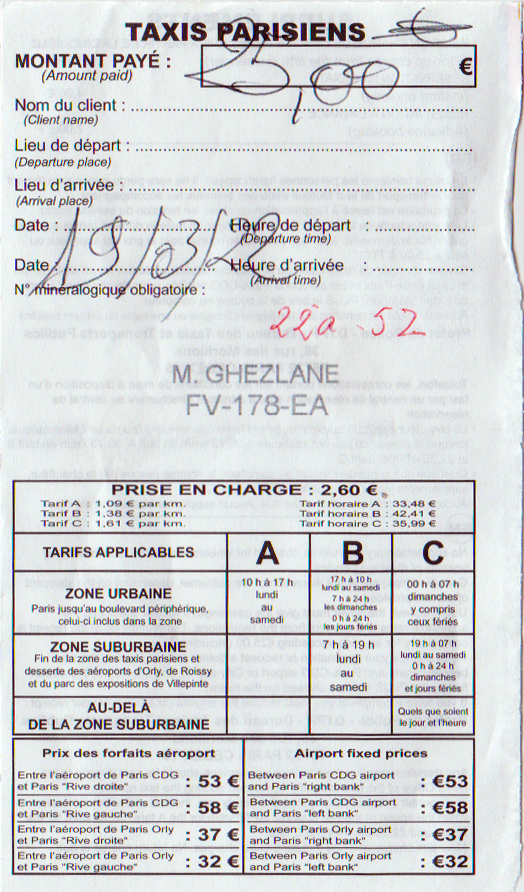 TAXIS PARISIENS
MONTANT PAYÉ : 25,00 €
(Amount paid)
Nom du client :
(Client name)
Lieu de départ :
(Departure place)
Lieu d'arrivée :
(Arrival place)
Date : Heure de départ :
(Departure time)
19/3/2
Date : Heure d'arrivée :
(Arrival time)
N° minéralogique obligatoire :
22a 52
M. GHEZLANE
FV-178-EA
PRISE EN CHARGE : 2,60 €
Tarif A : 1,09 € par km. Tarif horaire A : 33,48 €
Tarif B : 1,38 € par km. Tarif horaire B : 42,41 €
Tarif C : 1,61 € par km. Tarif horaire C : 35,99 €
TARIFS APPLICABLES A B C
ZONE URBAINE
Paris jusqu'au boulevard périphérique,
celui-ci inclus dans la zone
10 h à 17 h
lundi
au
samedi
17 h à 10 h
lundi au samedi
7 h à 24 h
les dimanches
0 h à 24 h
les jours fériés
00 h à 07 h
dimanches
y compris
ceux fériés
ZONE SUBURBAINE
Fin de la zone des taxis parisiens et
desserte des aéroports d'Orly, de Roissy
et du parc des expositions de Villepinte
7 h à 19 h
lundi
au
samedi
19 h à 07 h
lundi au samedi
0 h à 24 h
dimanches
et jours fériés
AU-DELÀ
DE LA ZONE SUBURBAINE
Quels que soient
le jour et l'heure
Prix des forfaits aéroport
Entre l'aéroport de Paris CDG
et Paris "Rive droite" : 53 €
Entre l'aéroport de Paris CDG
et Paris "Rive gauche" : 58 €
Entre l'aéroport de Paris Orly
et Paris "Rive droite" : 37 €
Entre l'aéroport de Paris Orly
et Paris "Rive gauche" : 32 €
Airport fixed prices
Between Paris CDG airport
and Paris "right bank" : €53
Between Paris CDG airport
and Paris "left bank" : €58
Between Paris Orly airport
and Paris "right bank" : €37
Between Paris Orly airport
and Paris "left bank" : €32